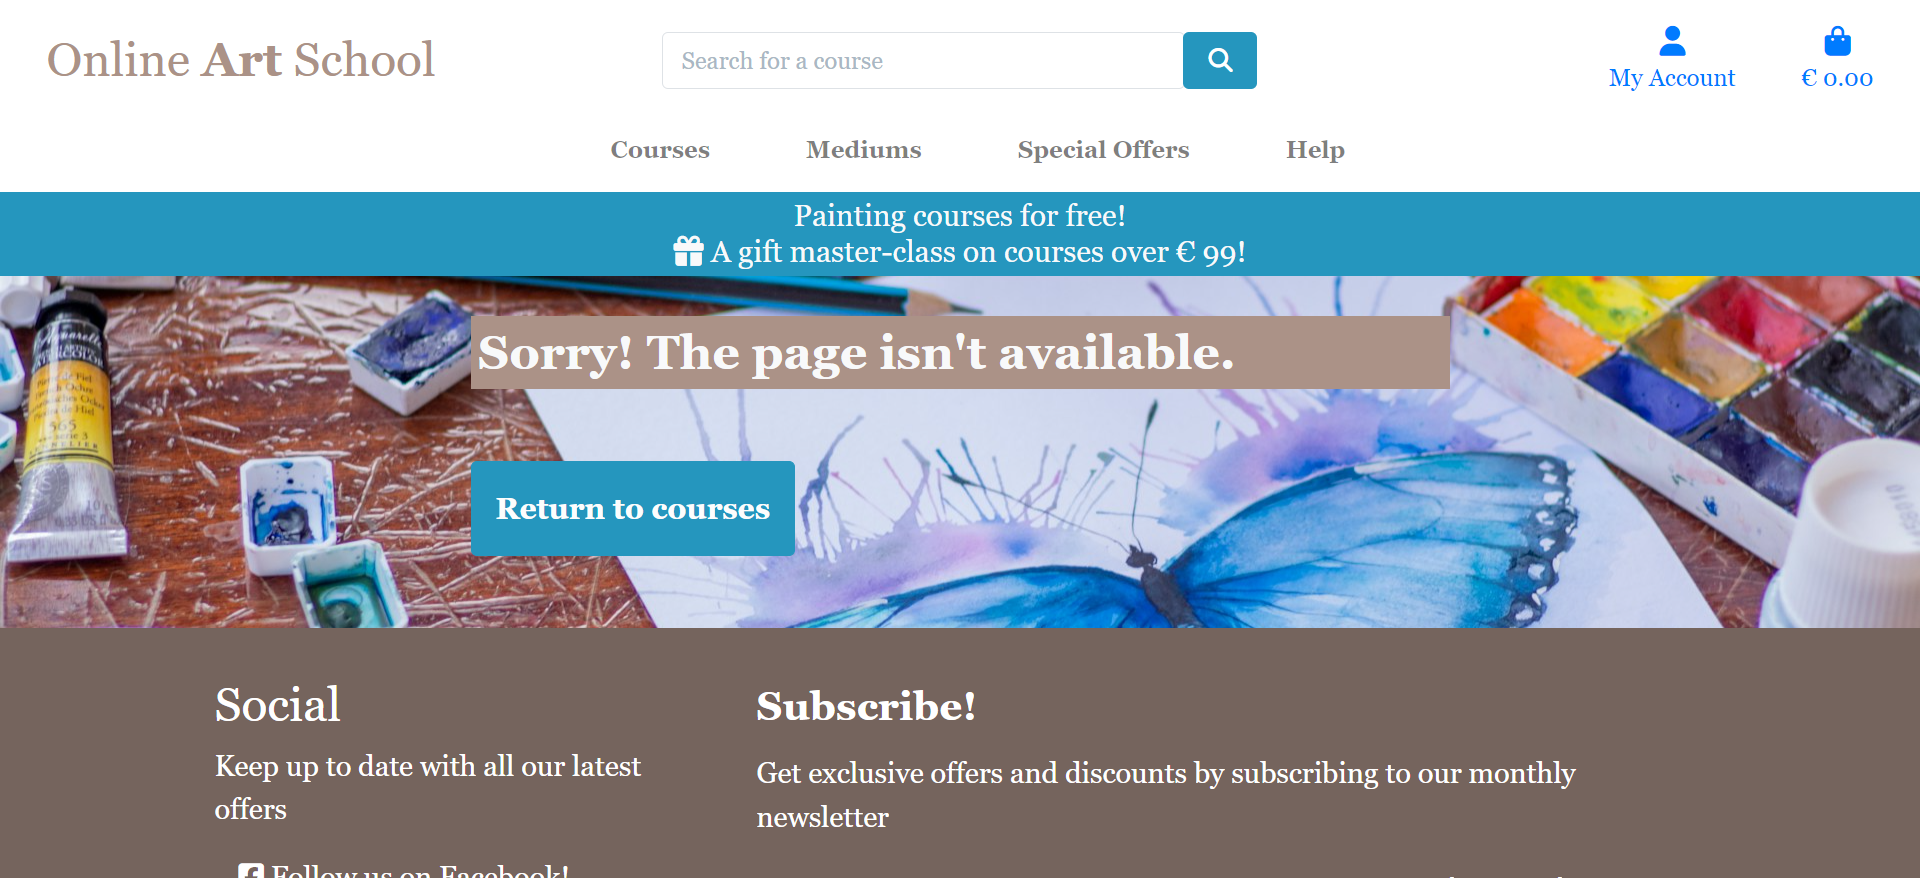 Online Art School
Search for a course
My Account
€ 0.00
Courses
Mediums
Special Offers
Help
Painting courses for free!
A gift master-class on courses over € 99!
Sorry! The page isn't available.
565
Return to courses
Social
Keep up to date with all our latest
offers
Follow us on Facebook!
Subscribe!
Get exclusive offers and discounts by subscribing to our monthly
newsletter